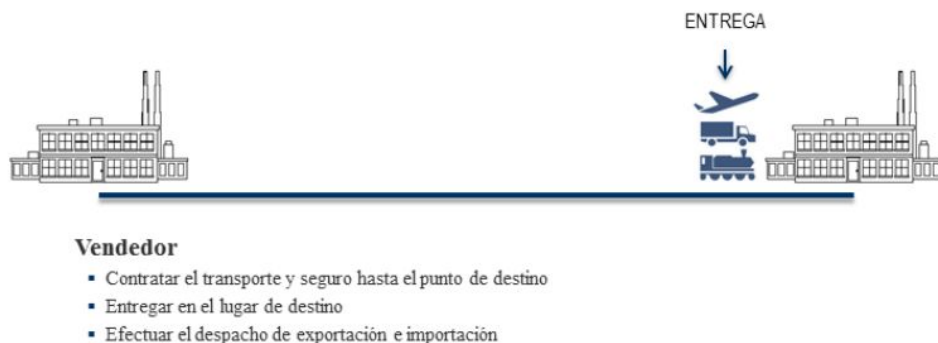 ENTREGA
Vendedor
▪ Contratar el transporte y seguro hasta el punto de destino
▪ Entregar en el lugar de destino
▪ Efectuar el despacho de exportación e importación